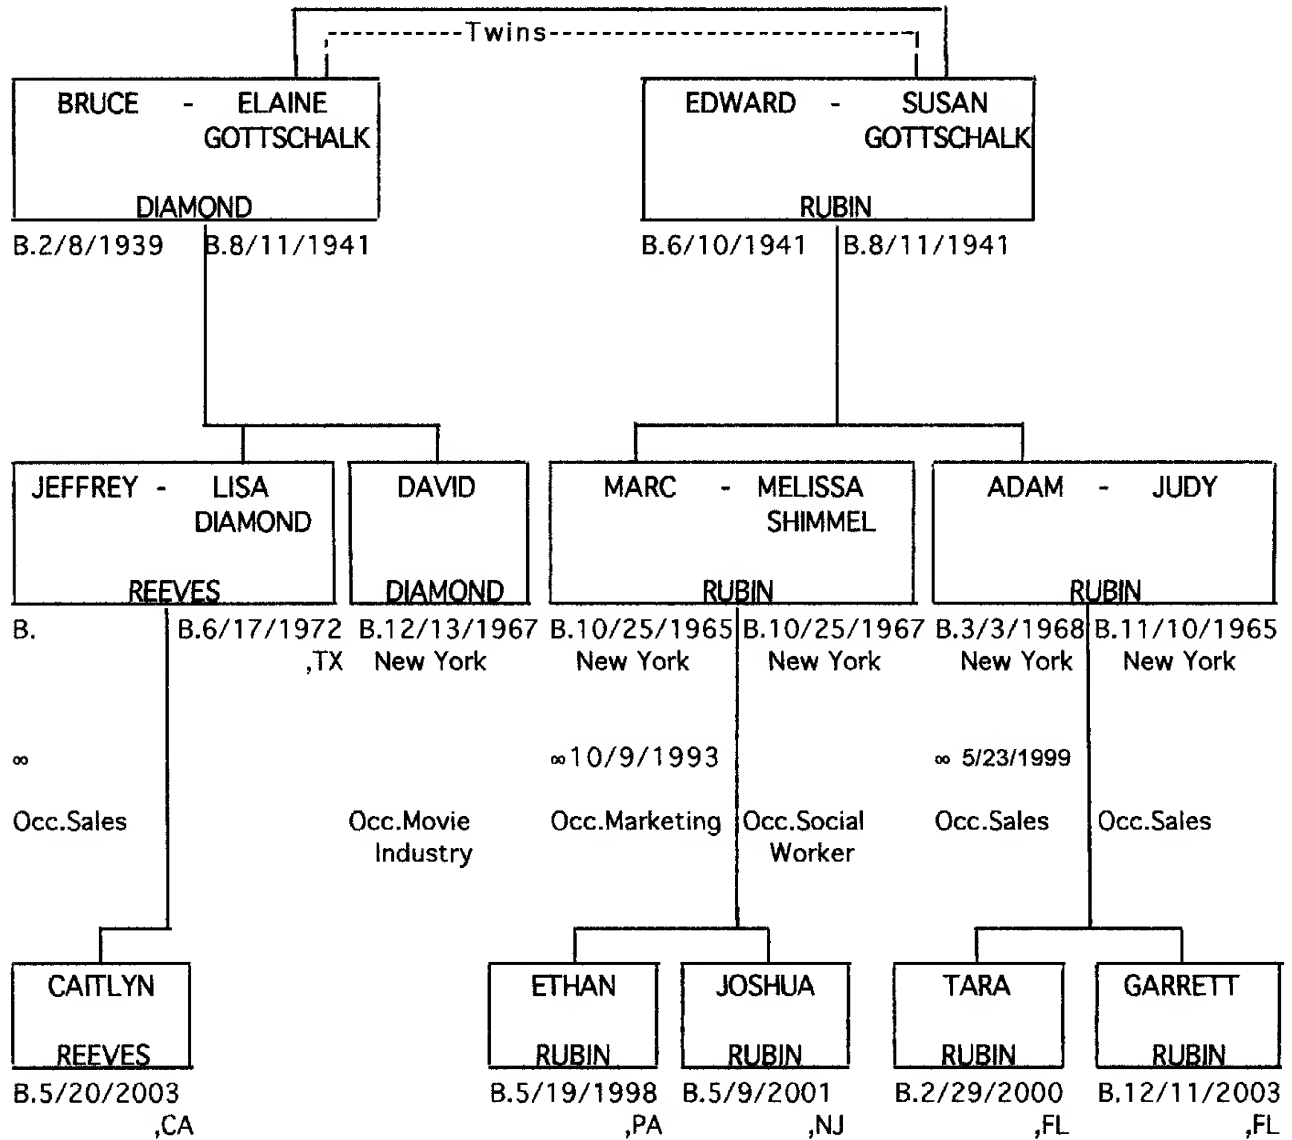 Twins
BRUCE - ELAINE
GOTTSCHALK
DIAMOND
B.2/8/1939 B.8/11/1941
EDWARD - SUSAN
GOTTSCHALK
RUBIN
B.6/10/1941 B.8/11/1941
JEFFREY - LISA
DIAMOND
REEVES
B. B.6/17/1972
,TX
∞
Occ.Sales
DAVID
DIAMOND
B.12/13/1967
New York
Occ.Movie
Industry
MARC - MELISSA
SHIMMEL
RUBIN
B.10/25/1965 B.10/25/1967
New York New York
∞10/9/1993
Occ.Marketing Occ.Social
Worker
ADAM - JUDY
RUBIN
B.3/3/1968 B.11/10/1965
New York New York
∞ 5/23/1999
Occ.Sales Occ.Sales
CAITLYN
REEVES
B.5/20/2003
,CA
ETHAN
RUBIN
B.5/19/1998
,PA
JOSHUA
RUBIN
B.5/9/2001
,NJ
TARA
RUBIN
B.2/29/2000
,FL
GARRETT
RUBIN
B.12/11/2003
,FL